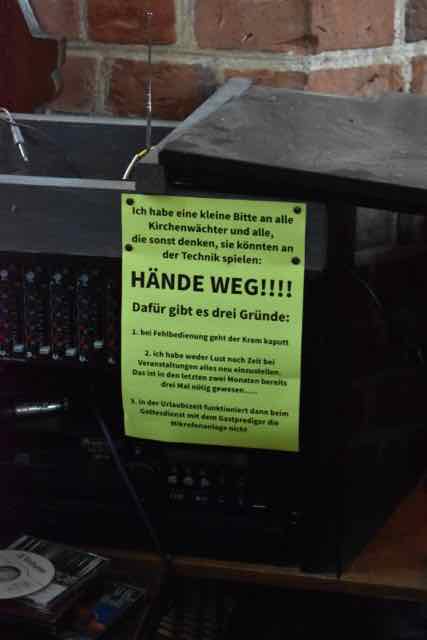 Ich habe eine kleine Bitte an alle
Kirchenwächter und alle,
die sonst denken, sie könnten an
der Technik spielen:
HÄNDE WEG!!!!
Dafür gibt es drei Gründe:
1. bei Fehlbedienung geht der Krem kaputt
2. ich habe weder Lust noch Zeit bei
Veranstaltungen alles neu einzustellen.
Das ist in den letzten zwei Monaten bereits
drei Mal nötig gewesen......
3. in der Urlaubszeit funktioniert dann beim
Gottesdienst mit dem Gastprediger die
Mikrofonanlage nicht